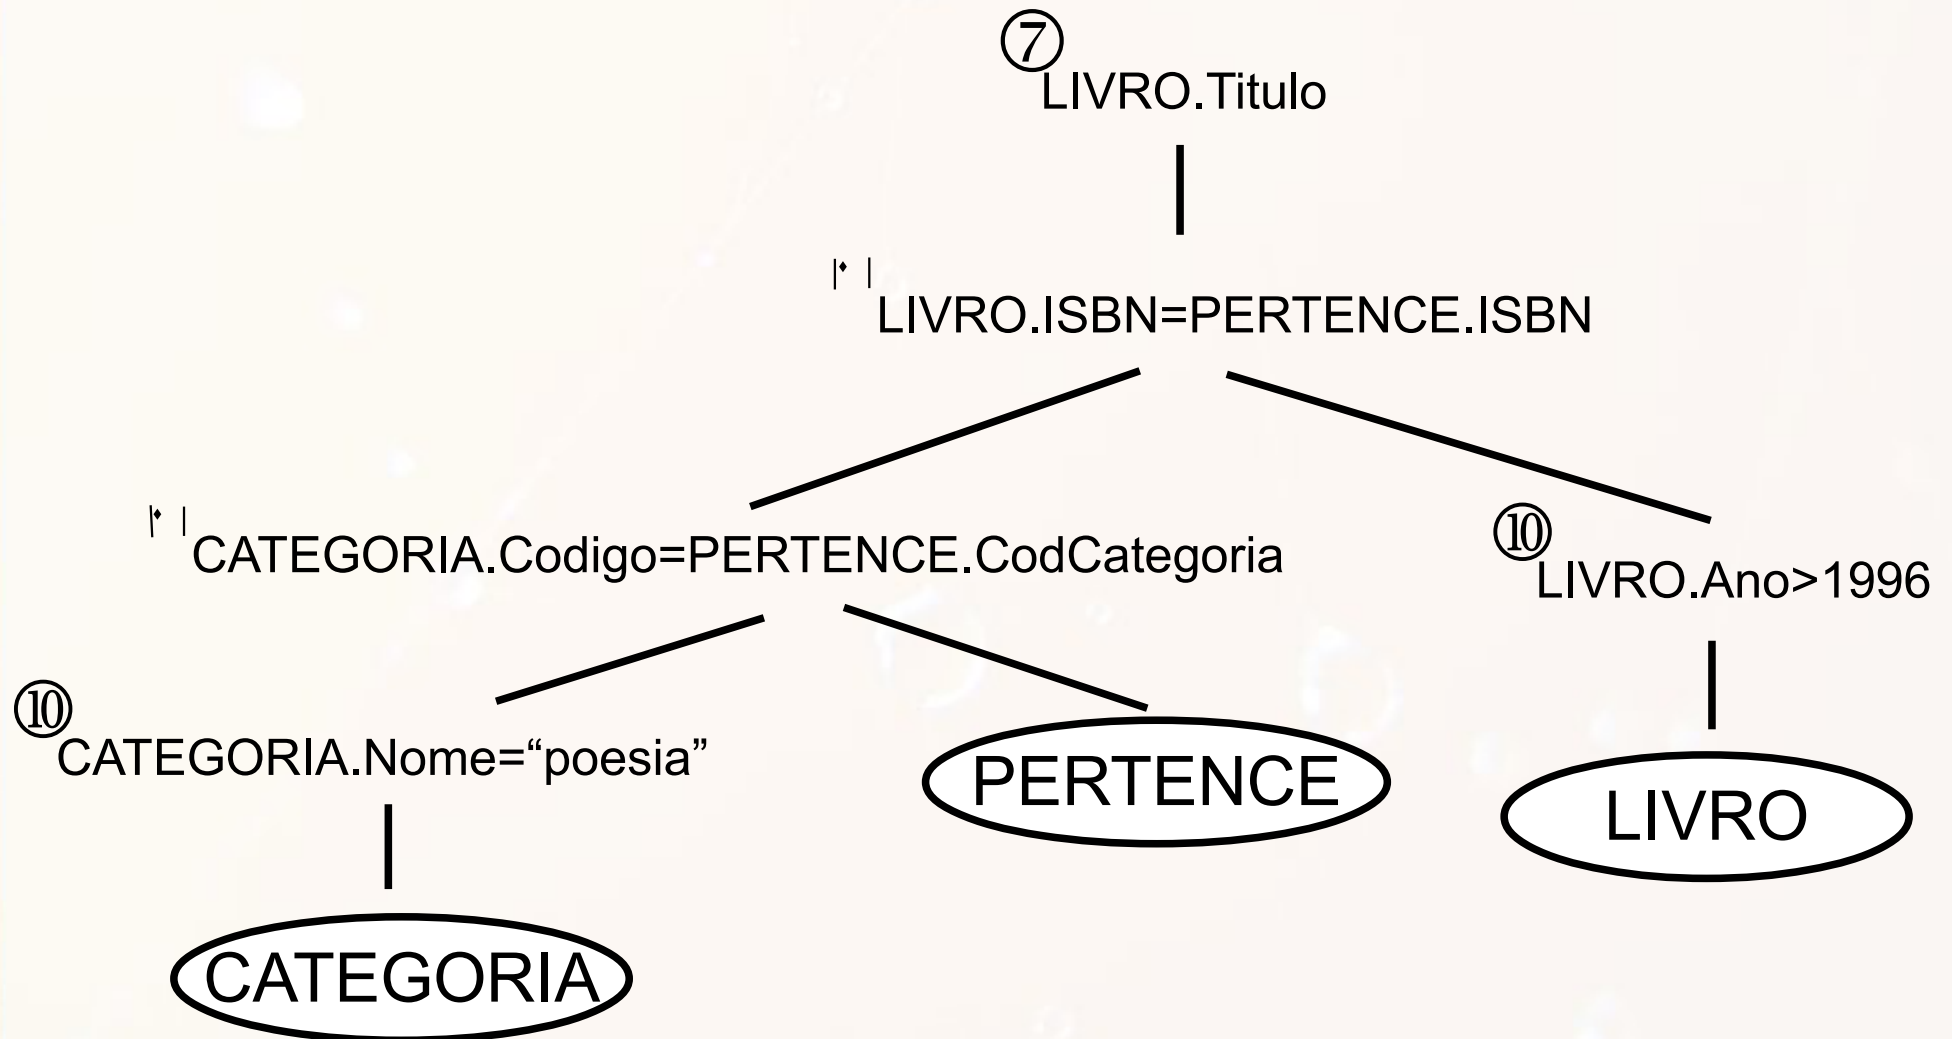 ⑦
LIVRO.Titulo
LIVRO.ISBN=PERTENCE.ISBN
CATEGORIA.Codigo=PERTENCE.CodCategoria
⑩
LIVRO.Ano>1996
⑩
CATEGORIA.Nome=“poesia”
PERTENCE
LIVRO
CATEGORIA